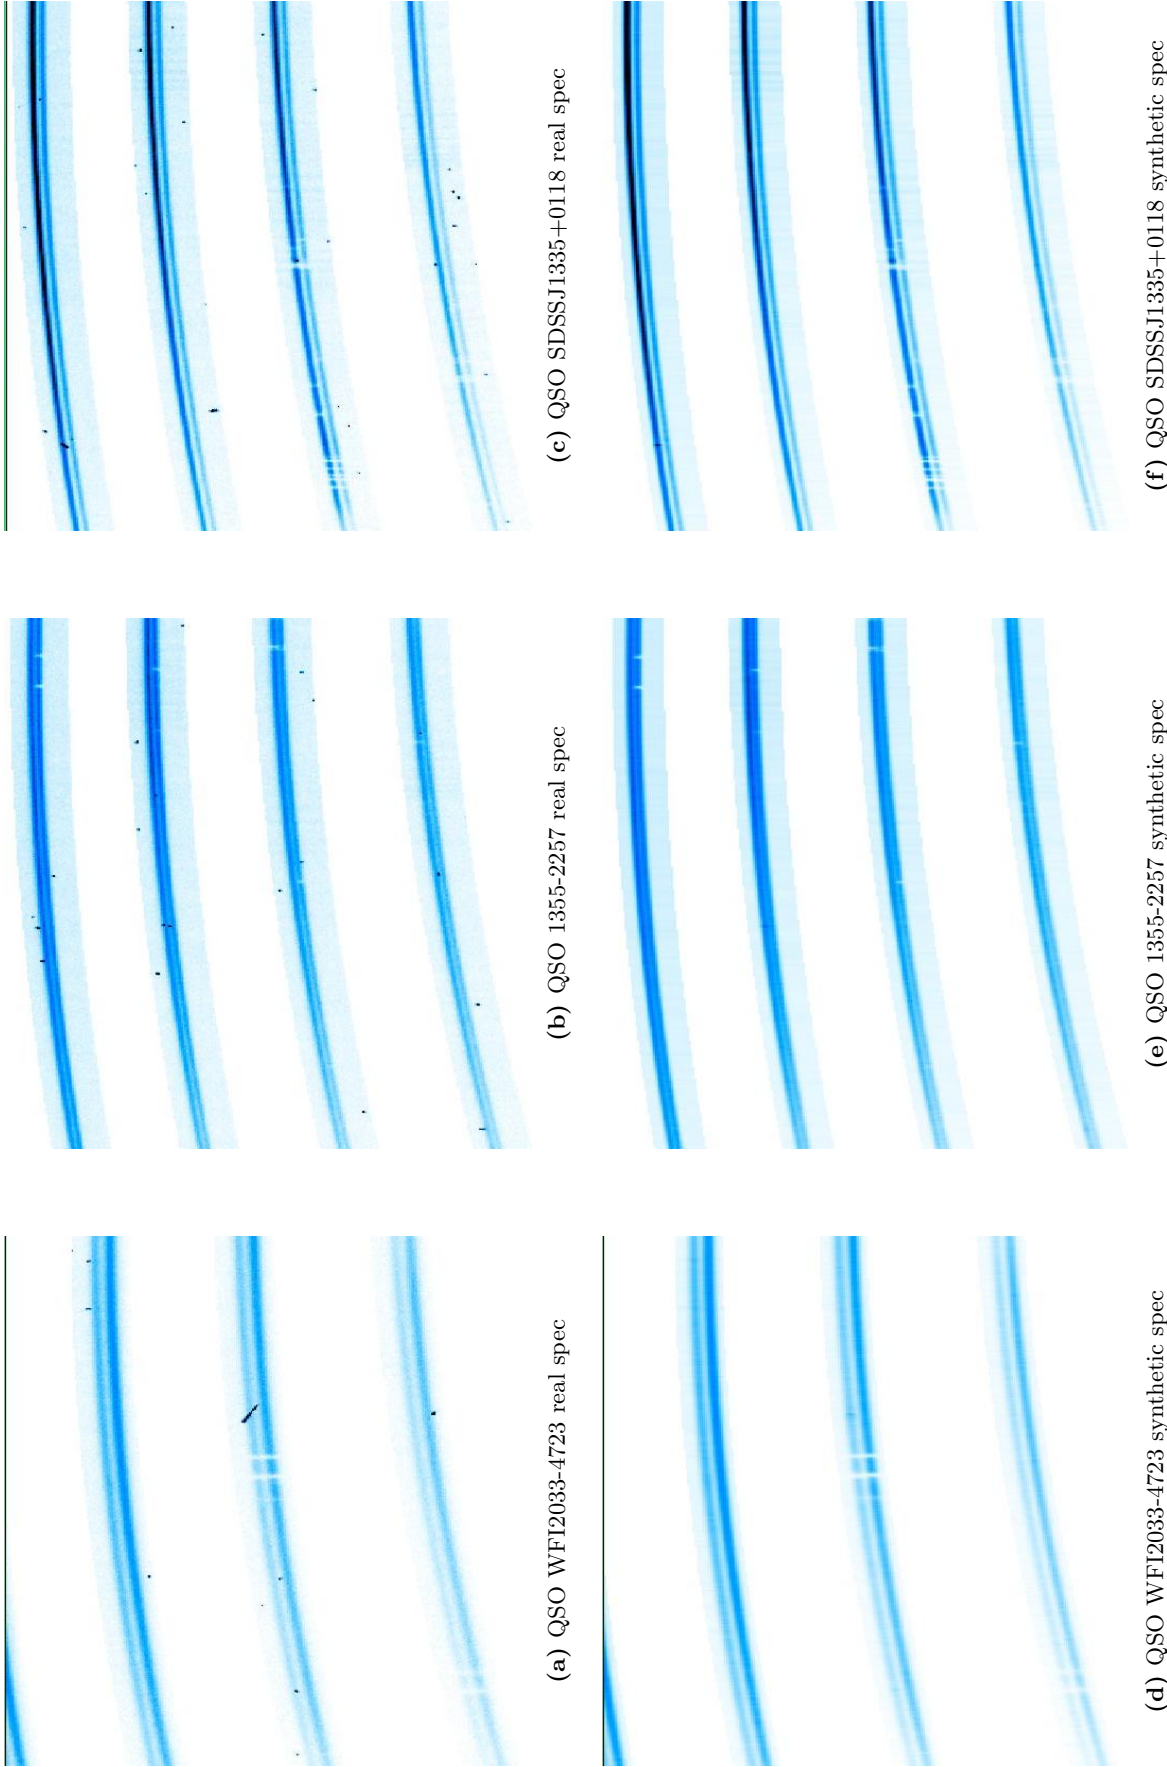 (a) QSO WFI2033-4723 real spec
(b) QSO 1355-2257 real spec
(c) QSO SDSSJ1335+0118 real spec
(d) QSO WFI2033-4723 synthetic spec
(e) QSO 1355-2257 synthetic spec
(f) QSO SDSSJ1335+0118 synthetic spec